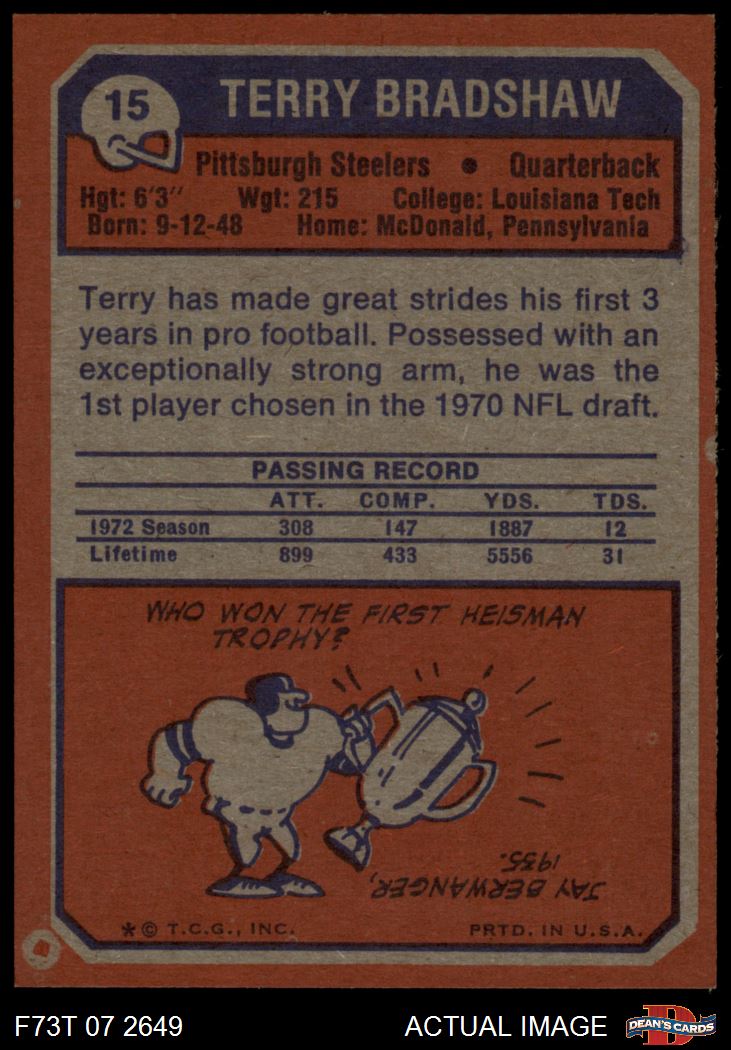 15
TERRY BRADSHAW
Pittsburgh Steelers • Quarterback
Hgt: 6'3" Wgt: 215 College: Louisiana Tech
Born: 9-12-48 Home: McDonald, Pennsylvania
Terry has made great strides his first 3
years in pro football. Possessed with an
exceptionally strong arm, he was the
1st player chosen in the 1970 NFL draft.
PASSING RECORD
ATT. COMP. YDS. TDS.
1972 Season 308 147 1887 12
Lifetime 899 433 5556 31
WHO WON THE FIRST HEISMAN
TROPHY?
JAY BERWANGER,
1935.
*© T.C.G., INC. PRTD. IN U.S.A.
F73T 07 2649 ACTUAL IMAGE
D
DEAN'S CARDS